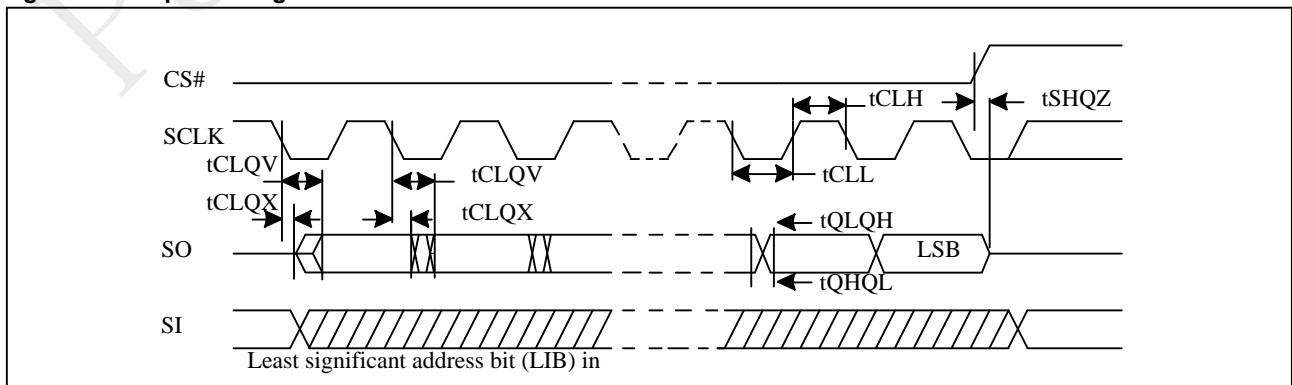 CS#
tCLH
tSHQZ
SCLK
tCLQV
tCLQV
tCLL
tCLQX
tCLQX
tQLQH
SO
LSB
tQHQL
SI
Least significant address bit (LIB) in